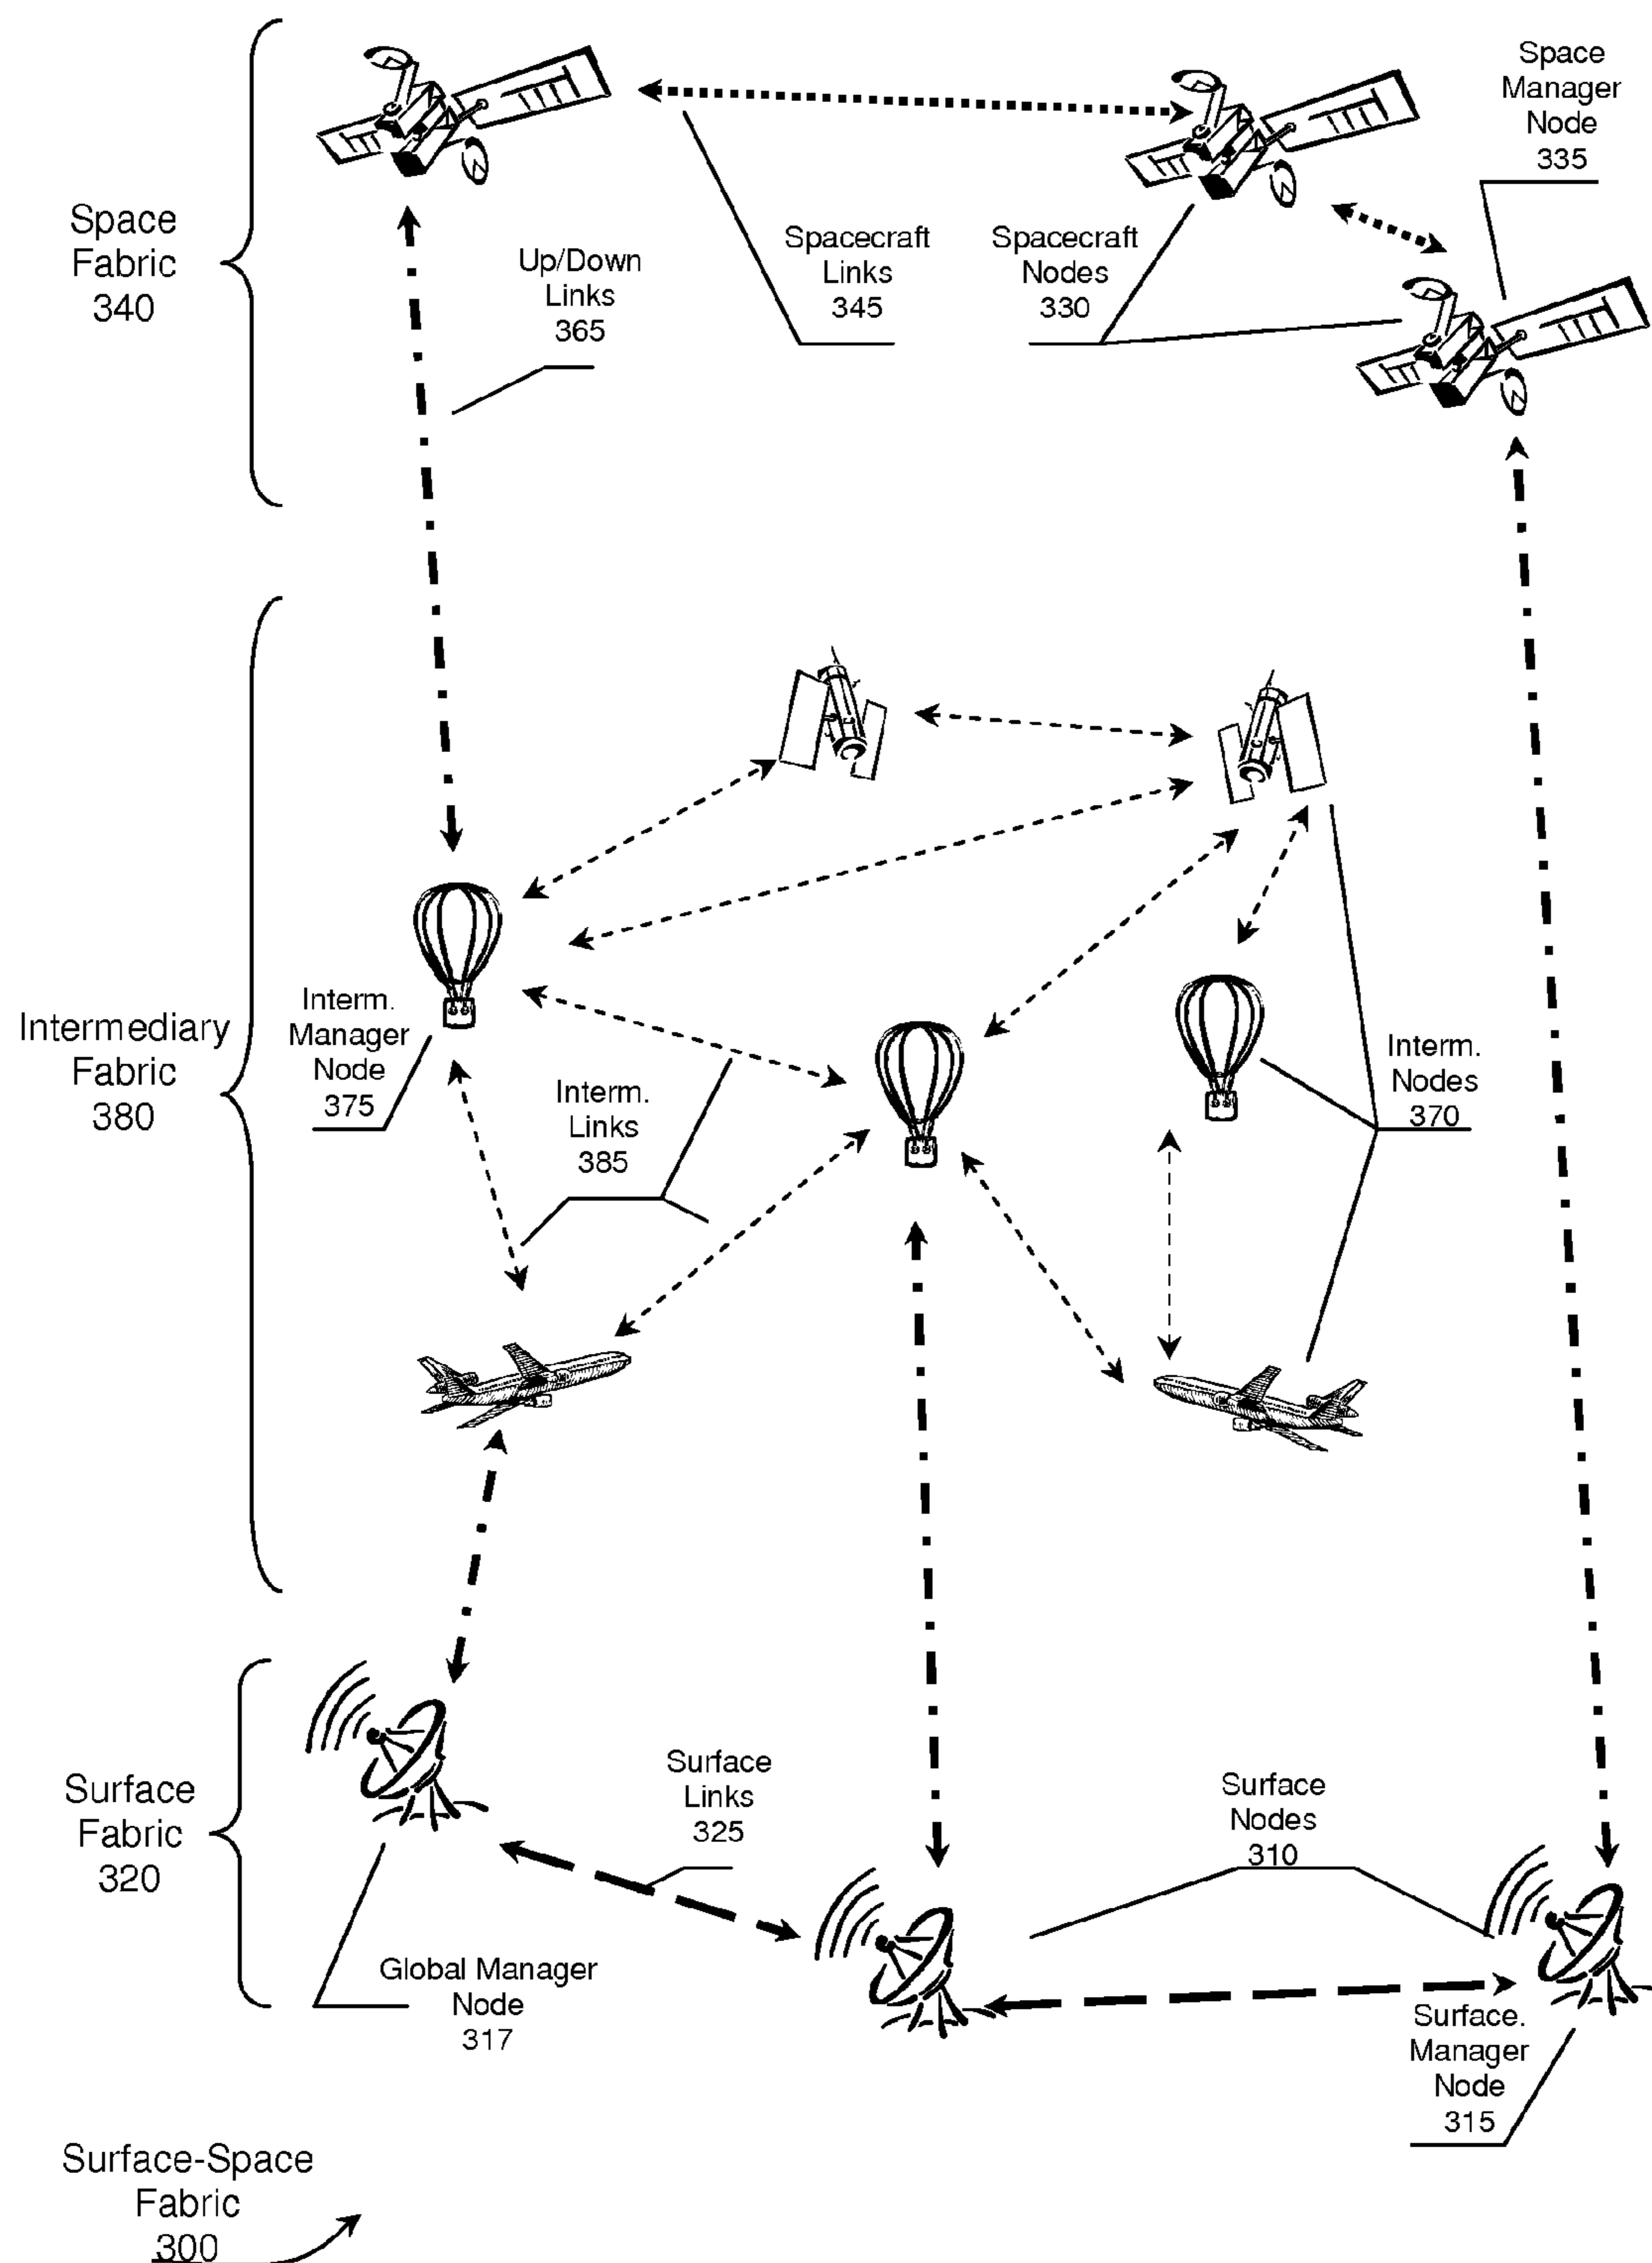 Space
Manager
Node
335
Space
Fabric
340
Up/Down
Links
365
Spacecraft
Links
345
Spacecraft
Nodes
330
Intermediary
Fabric
380
Interm.
Manager
Node
375
Interm.
Links
385
Interm.
Nodes
370
Surface
Fabric
320
Surface
Links
325
Surface
Nodes
310
Global Manager
Node
317
Surface.
Manager
Node
315
Surface-Space
Fabric
300